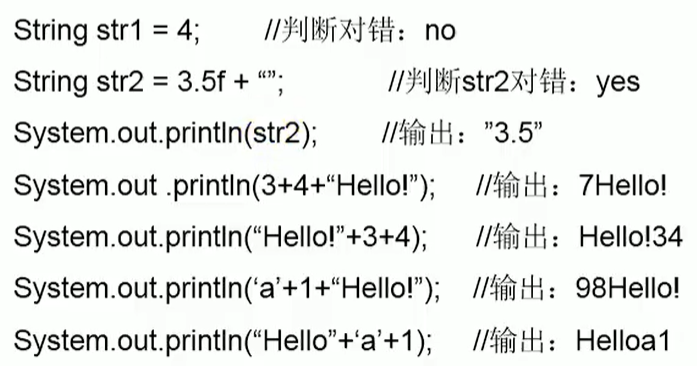 String str1 = 4; //判断对错：no
String str2 = 3.5f + “”; //判断str2对错：yes
System.out.println(str2); //输出：”3.5”
System.out .println(3+4+“Hello!”); //输出：7Hello!
System.out.println(“Hello!”+3+4); //输出：Hello!34
System.out.println(‘a’+1+“Hello!”); //输出：98Hello!
System.out.println(“Hello”+‘a’+1); //输出：Helloa1